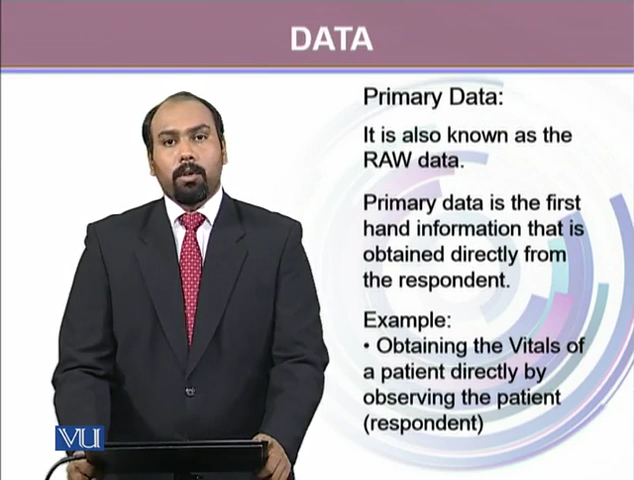 DATA
Primary Data:
It is also known as the
RAW data.
Primary data is the first
hand information that is
obtained directly from
the respondent.
Example:
• Obtaining the Vitals of
a patient directly by
observing the patient
(respondent)
VU